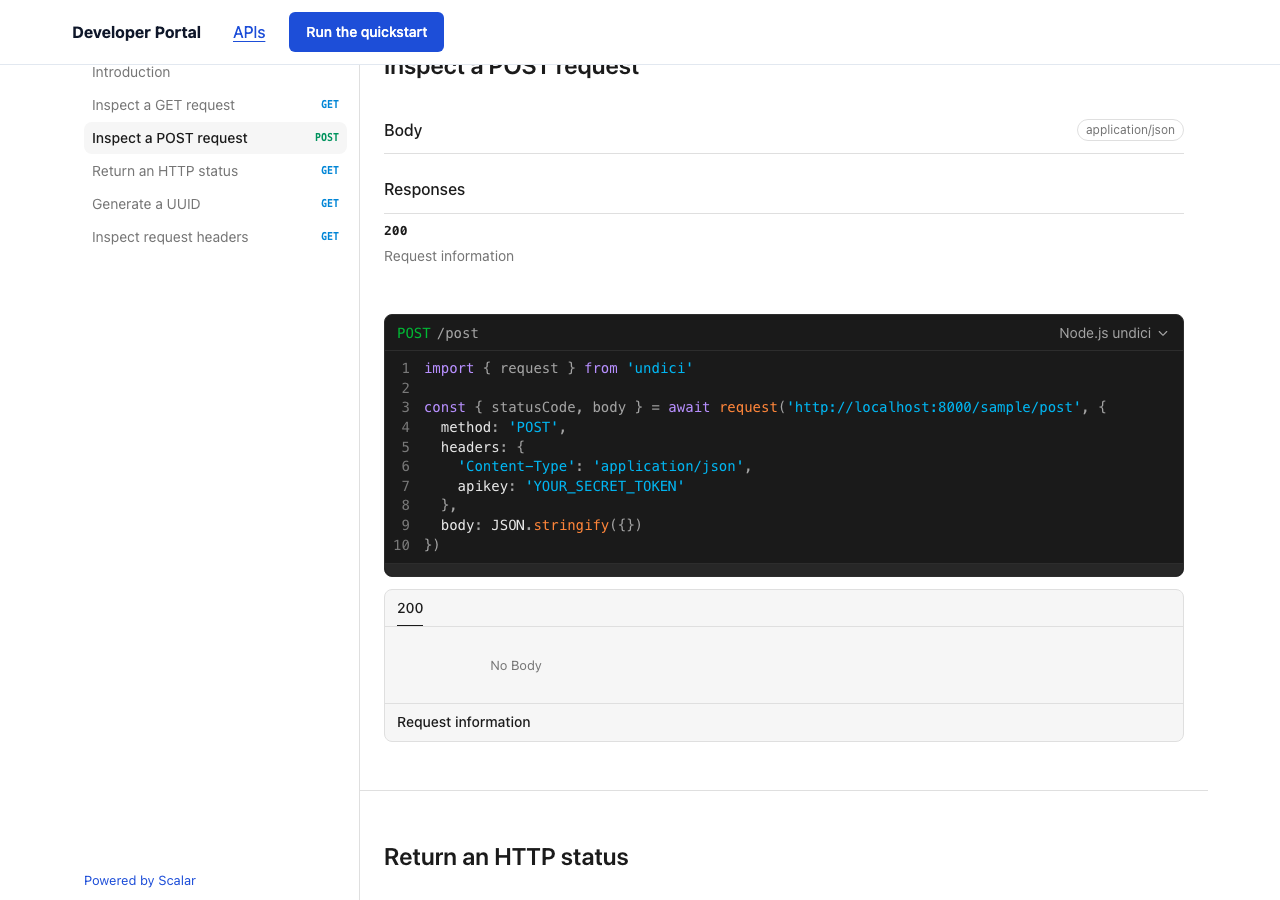 Developer Portal APIs Run the quickstart
Introduction
Inspect a GET request GET
Inspect a POST request POST
Return an HTTP status GET
Generate a UUID GET
Inspect request headers GET
Powered by Scalar
Inspect a POST request
Body application/json
Responses
200
Request information
POST /post Node.js undici
1 import { request } from 'undici'
2
3 const { statusCode, body } = await request('http://localhost:8000/sample/post', {
4   method: 'POST',
5   headers: {
6     'Content-Type': 'application/json',
7     apikey: 'YOUR_SECRET_TOKEN'
8   },
9   body: JSON.stringify({})
10 })
200
No Body
Request information
Return an HTTP status